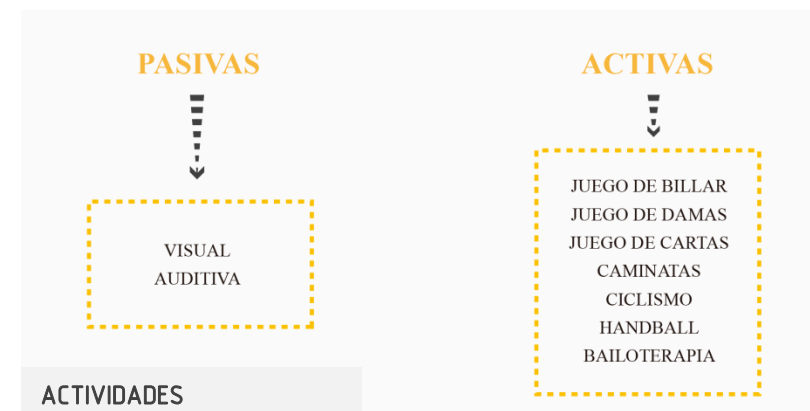 PASIVAS
VISUAL
AUDITIVA
ACTIVAS
JUEGO DE BILLAR
JUEGO DE DAMAS
JUEGO DE CARTAS
CAMINATAS
CICLISMO
HANDBALL
BAILOTERAPIA
ACTIVIDADES